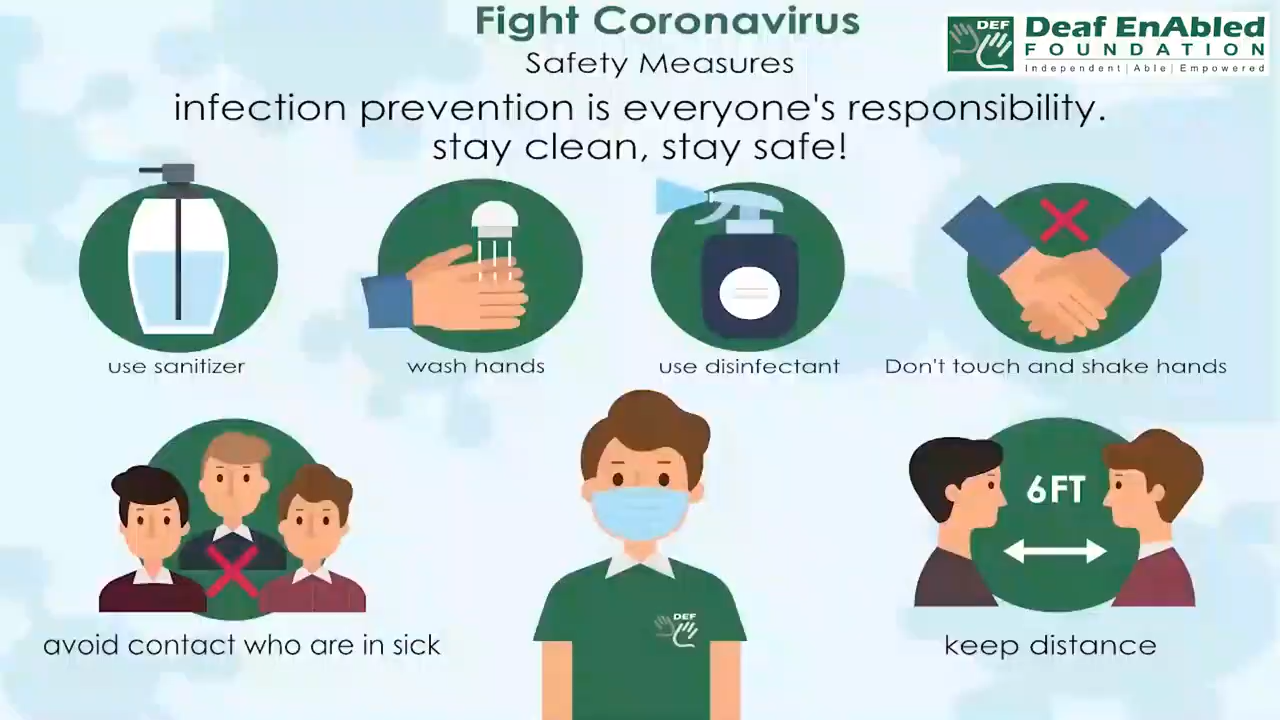 Fight Coronavirus
Safety Measures
DEF
Deaf EnAbled
FOUNDATION
Independent | Able | Empowered
infection prevention is everyone's responsibility.
stay clean, stay safe!
use sanitizer
wash hands
use disinfectant
Don't touch and shake hands
6FT
DEF
avoid contact who are in sick
keep distance